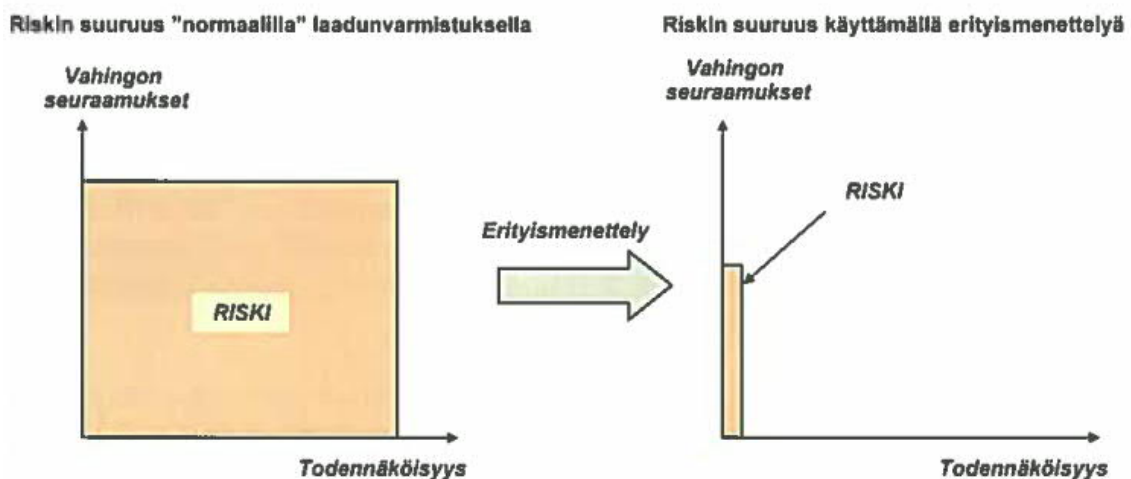 Riskin suuruus "normaalilla" laadunvarmistuksella
Vahingon
seuraamukset
RISKI
Todennäköisyys
Erityismenettely
Riskin suuruus käyttämällä erityismenettelyä
Vahingon
seuraamukset
RISKI
Todennäköisyys